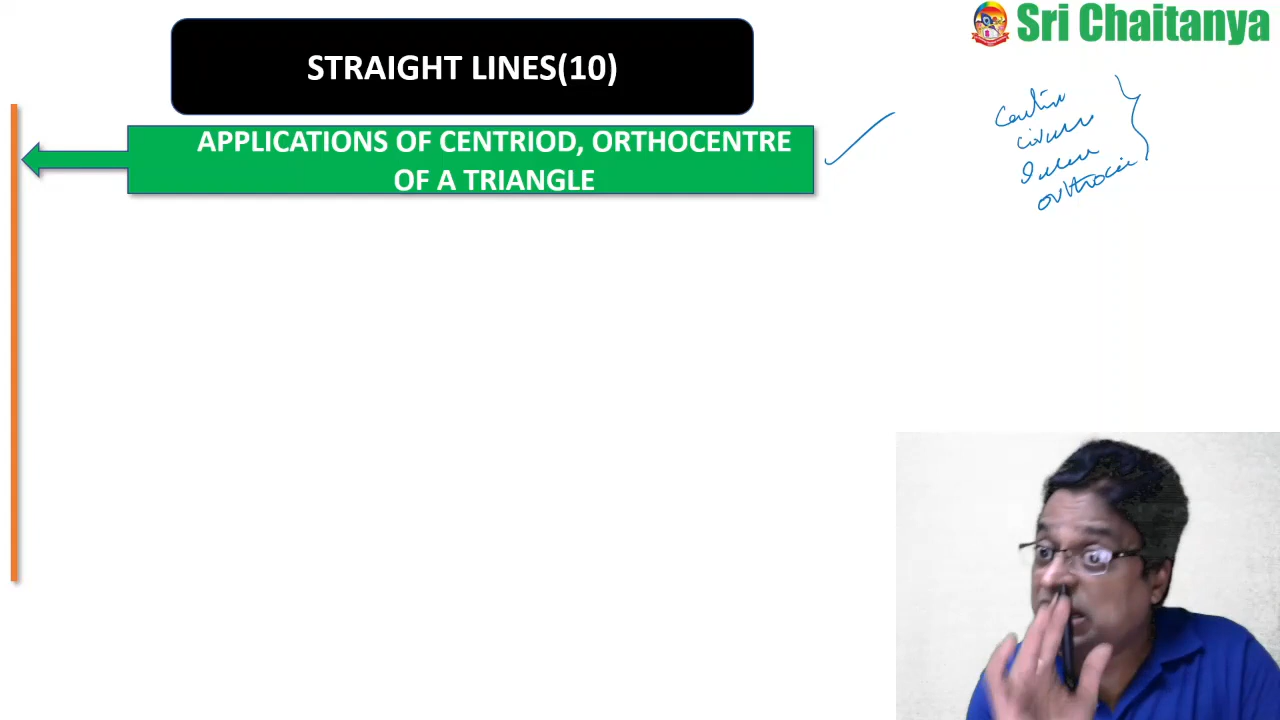 Sri Chaitanya
STRAIGHT LINES(10)
APPLICATIONS OF CENTRIOD, ORTHOCENTRE
OF A TRIANGLE